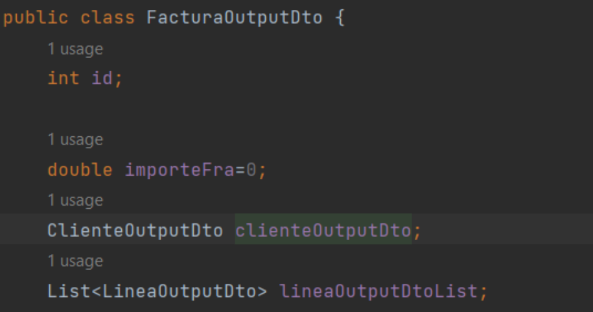 public class FacturaOutputDto {
1 usage
int id;
1 usage
double importeFra=0;
1 usage
ClienteOutputDto clienteOutputDto;
1 usage
List<LineaOutputDto> lineaOutputDtoList;